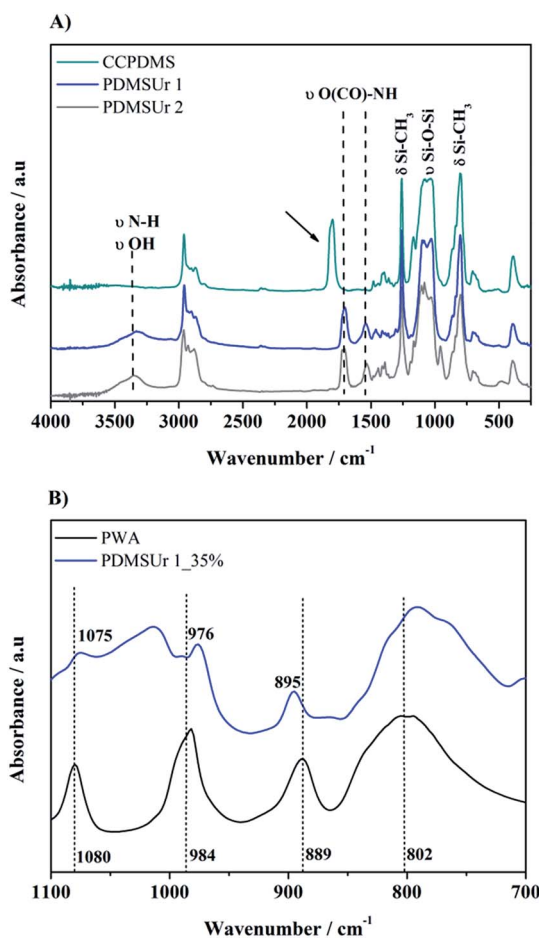 A)
CCPDMS
PDMSUr 1
PDMSUr 2
υ O(CO)-NH
δ Si-CH₃
υ Si-O-Si
δ Si-CH₃
υ N-H
υ OH
Absorbance / a.u
4000 3500 3000 2500 2000 1500 1000 500
Wavenumber / cm⁻¹
B)
PWA
PDMSUr 1_35%
1075
976
895
Absorbance / a.u
1080
984
889
802
1100 1000 900 800 700
Wavenumber / cm⁻¹